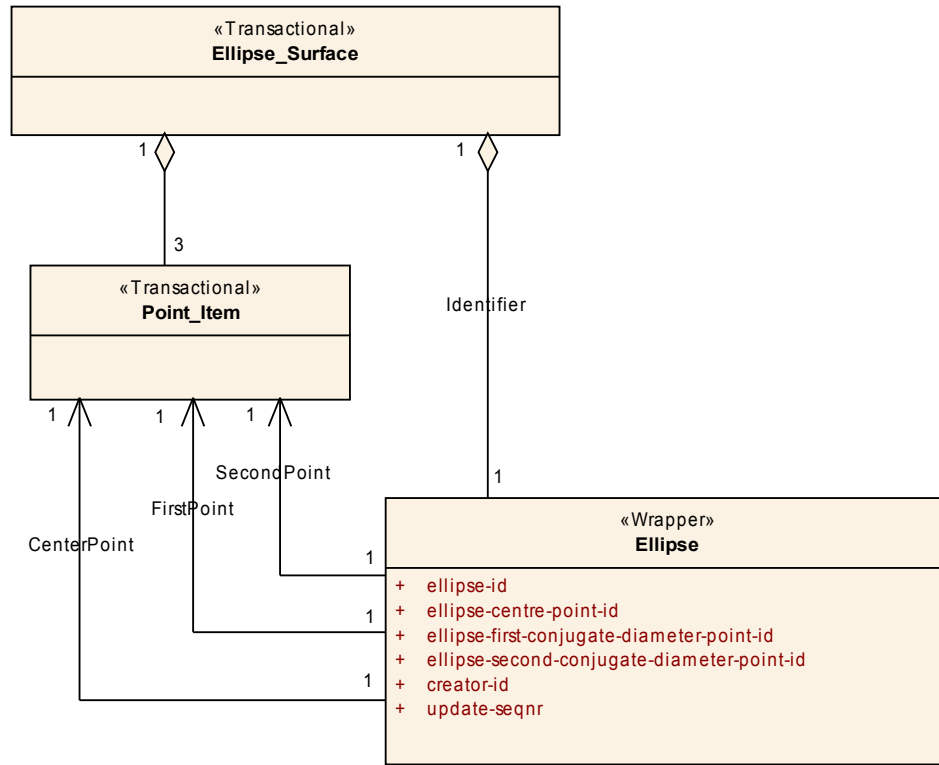 «Transactional»
Ellipse_Surface
1
1
3
«Transactional»
Point_Item
Identifier
1
1
1
SecondPoint
FirstPoint
CenterPoint
1
1
1
1
«Wrapper»
Ellipse
+ ellipse-id
+ ellipse-centre-point-id
+ ellipse-first-conjugate-diameter-point-id
+ ellipse-second-conjugate-diameter-point-id
+ creator-id
+ update-seqnr